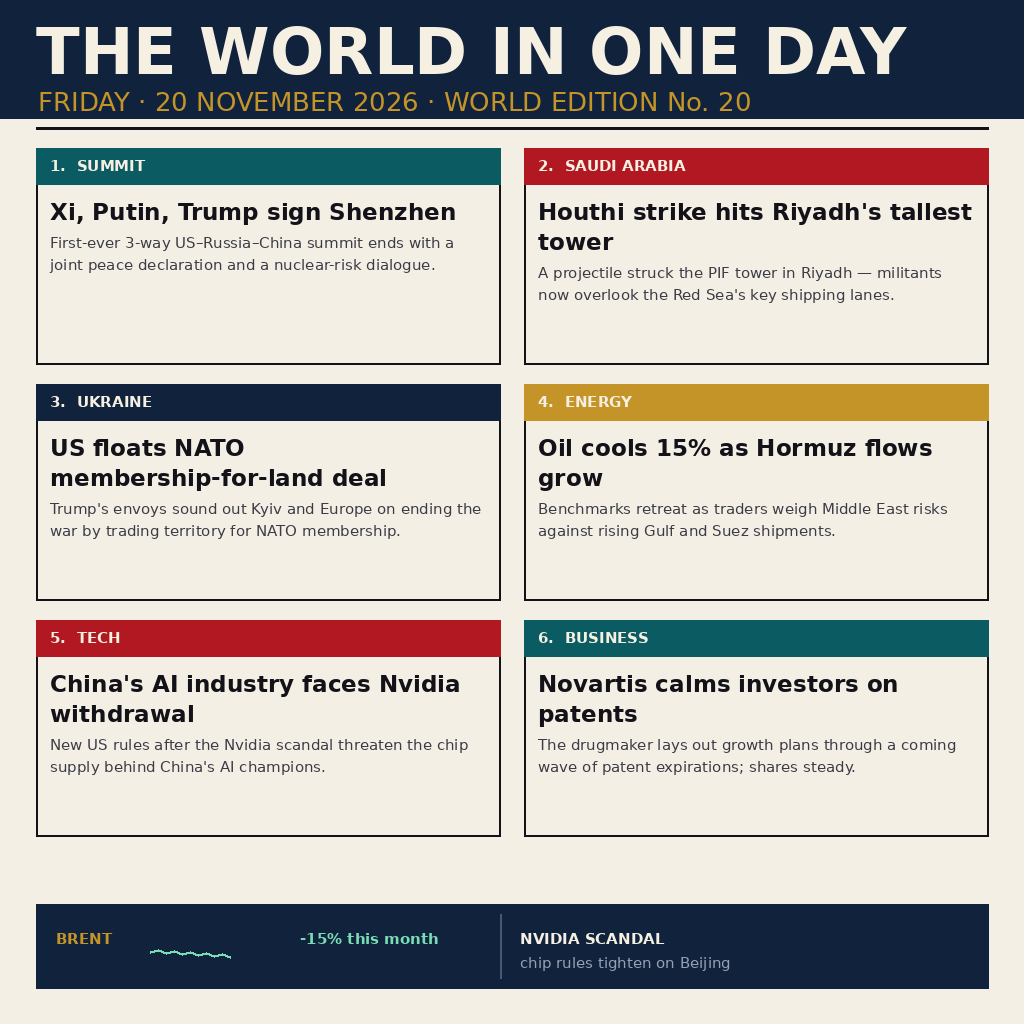 THE WORLD IN ONE DAY
FRIDAY · 20 NOVEMBER 2026 · WORLD EDITION No. 20
1. SUMMIT
Xi, Putin, Trump sign Shenzhen
First-ever 3-way US–Russia–China summit ends with a
joint peace declaration and a nuclear-risk dialogue.
2. SAUDI ARABIA
Houthi strike hits Riyadh's tallest
tower
A projectile struck the PIF tower in Riyadh — militants
now overlook the Red Sea's key shipping lanes.
3. UKRAINE
US floats NATO
membership-for-land deal
Trump's envoys sound out Kyiv and Europe on ending the
war by trading territory for NATO membership.
4. ENERGY
Oil cools 15% as Hormuz flows
grow
Benchmarks retreat as traders weigh Middle East risks
against rising Gulf and Suez shipments.
5. TECH
China's AI industry faces Nvidia
withdrawal
New US rules after the Nvidia scandal threaten the chip
supply behind China's AI champions.
6. BUSINESS
Novartis calms investors on
patents
The drugmaker lays out growth plans through a coming
wave of patent expirations; shares steady.
BRENT
-15% this month
NVIDIA SCANDAL
chip rules tighten on Beijing